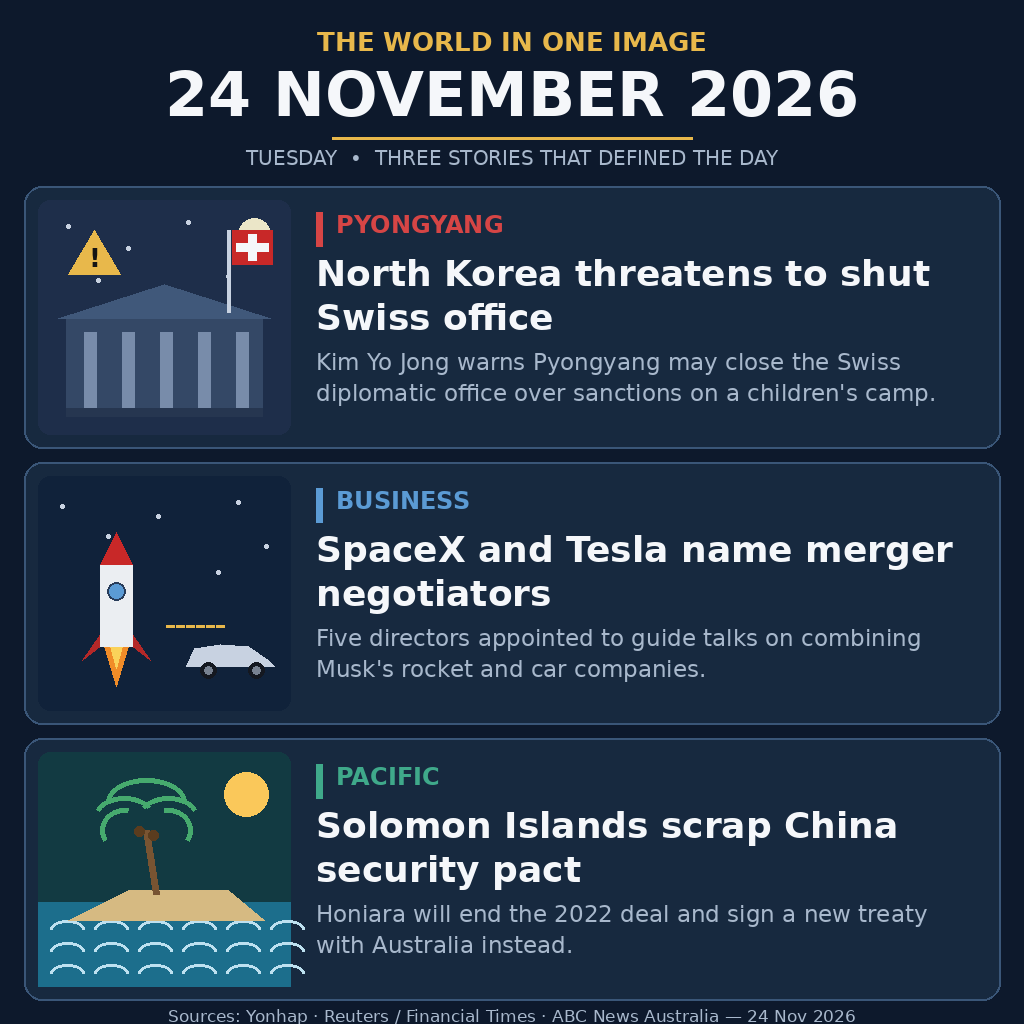 THE WORLD IN ONE IMAGE
24 NOVEMBER 2026
TUESDAY • THREE STORIES THAT DEFINED THE DAY
!
PYONGYANG
North Korea threatens to shut
Swiss office
Kim Yo Jong warns Pyongyang may close the Swiss
diplomatic office over sanctions on a children's camp.
BUSINESS
SpaceX and Tesla name merger
negotiators
Five directors appointed to guide talks on combining
Musk's rocket and car companies.
PACIFIC
Solomon Islands scrap China
security pact
Honiara will end the 2022 deal and sign a new treaty
with Australia instead.
Sources: Yonhap · Reuters / Financial Times · ABC News Australia — 24 Nov 2026